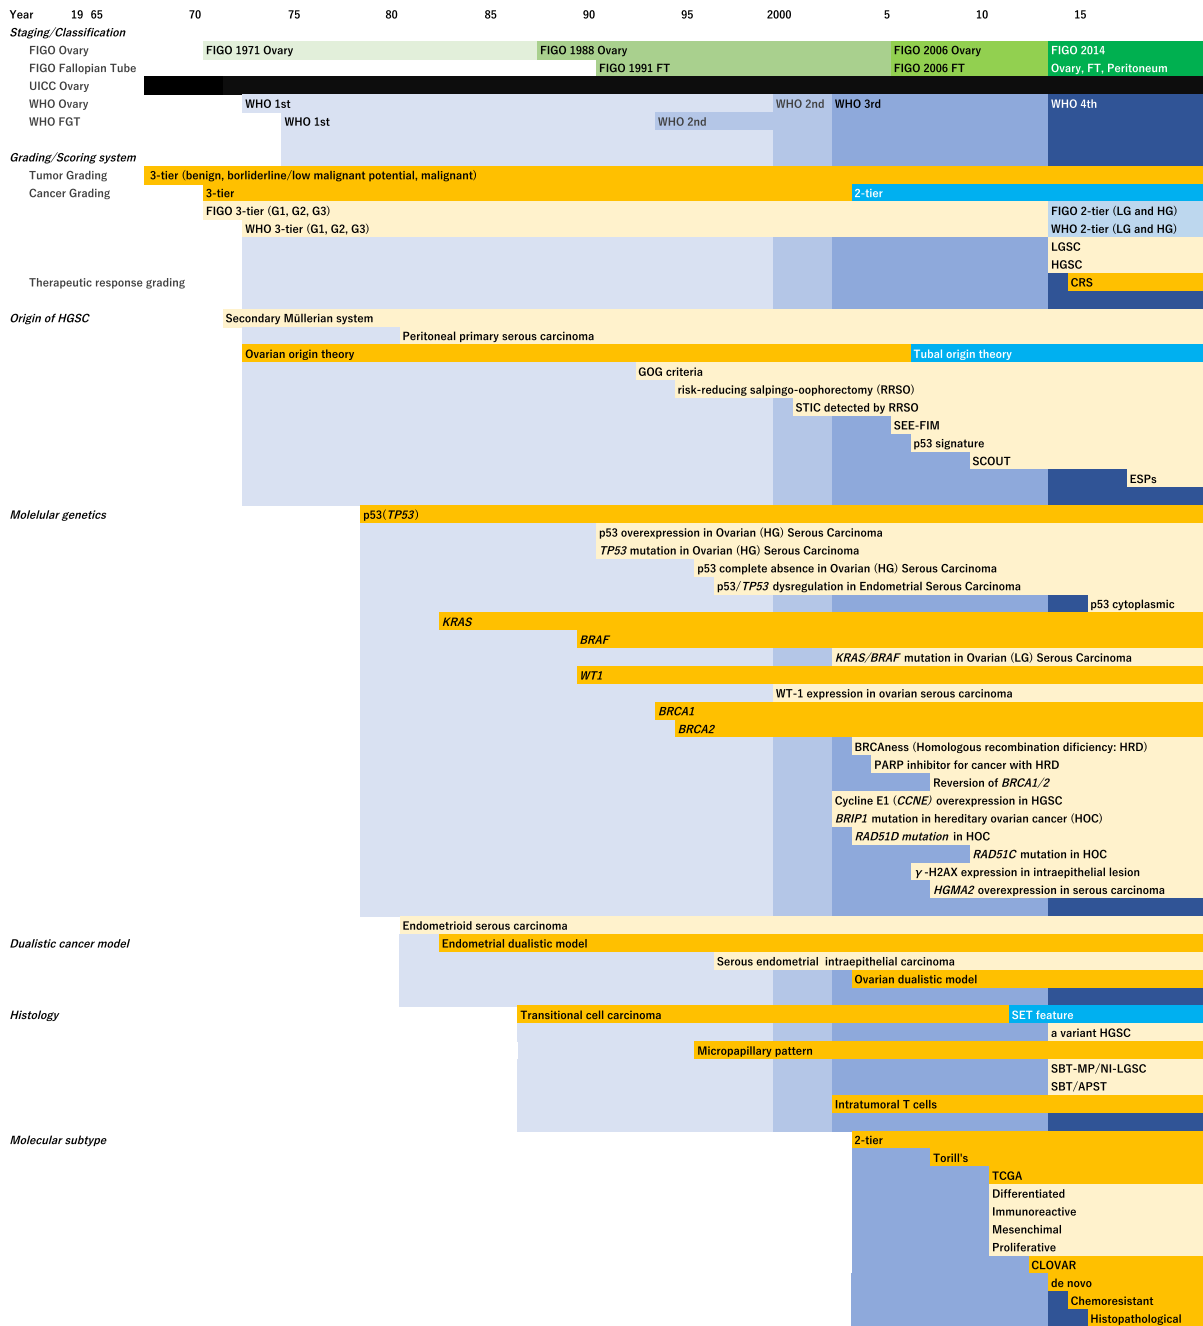 Year 19 65 70 75 80 85 90 95 2000 5 10 15
Staging/Classification
FIGO Ovary FIGO 1971 Ovary FIGO 1988 Ovary FIGO 2006 Ovary FIGO 2014
FIGO Fallopian Tube FIGO 1991 FT FIGO 2006 FT Ovary, FT, Peritoneum
UICC Ovary
WHO Ovary WHO 1st WHO 2nd WHO 3rd WHO 4th
WHO FGT WHO 1st WHO 2nd
Grading/Scoring system
Tumor Grading 3-tier (benign, borliderline/low malignant potential, malignant)
Cancer Grading 3-tier 2-tier
FIGO 3-tier (G1, G2, G3) FIGO 2-tier (LG and HG)
WHO 3-tier (G1, G2, G3) WHO 2-tier (LG and HG)
LGSC
HGSC
Therapeutic response grading CRS
Origin of HGSC Secondary Müllerian system
Peritoneal primary serous carcinoma
Ovarian origin theory Tubal origin theory
GOG criteria
risk-reducing salpingo-oophorectomy (RRSO)
STIC detected by RRSO
SEE-FIM
p53 signature
SCOUT
ESPs
Molelular genetics p53(TP53)
p53 overexpression in Ovarian (HG) Serous Carcinoma
TP53 mutation in Ovarian (HG) Serous Carcinoma
p53 complete absence in Ovarian (HG) Serous Carcinoma
p53/TP53 dysregulation in Endometrial Serous Carcinoma
p53 cytoplasmic
KRAS
BRAF
KRAS/BRAF mutation in Ovarian (LG) Serous Carcinoma
WT1
WT-1 expression in ovarian serous carcinoma
BRCA1
BRCA2
BRCAness (Homologous recombination dificiency: HRD)
PARP inhibitor for cancer with HRD
Reversion of BRCA1/2
Cycline E1 (CCNE) overexpression in HGSC
BRIP1 mutation in hereditary ovarian cancer (HOC)
RAD51D mutation in HOC
RAD51C mutation in HOC
γ-H2AX expression in intraepithelial lesion
HGMA2 overexpression in serous carcinoma
Endometrioid serous carcinoma
Dualistic cancer model Endometrial dualistic model
Serous endometrial intraepithelial carcinoma
Ovarian dualistic model
Histology Transitional cell carcinoma SET feature
a variant HGSC
Micropapillary pattern
SBT-MP/NI-LGSC
SBT/APST
Intratumoral T cells
Molecular subtype 2-tier
Torill's
TCGA
Differentiated
Immunoreactive
Mesenchimal
Proliferative
CLOVAR
de novo
Chemoresistant
Histopathological